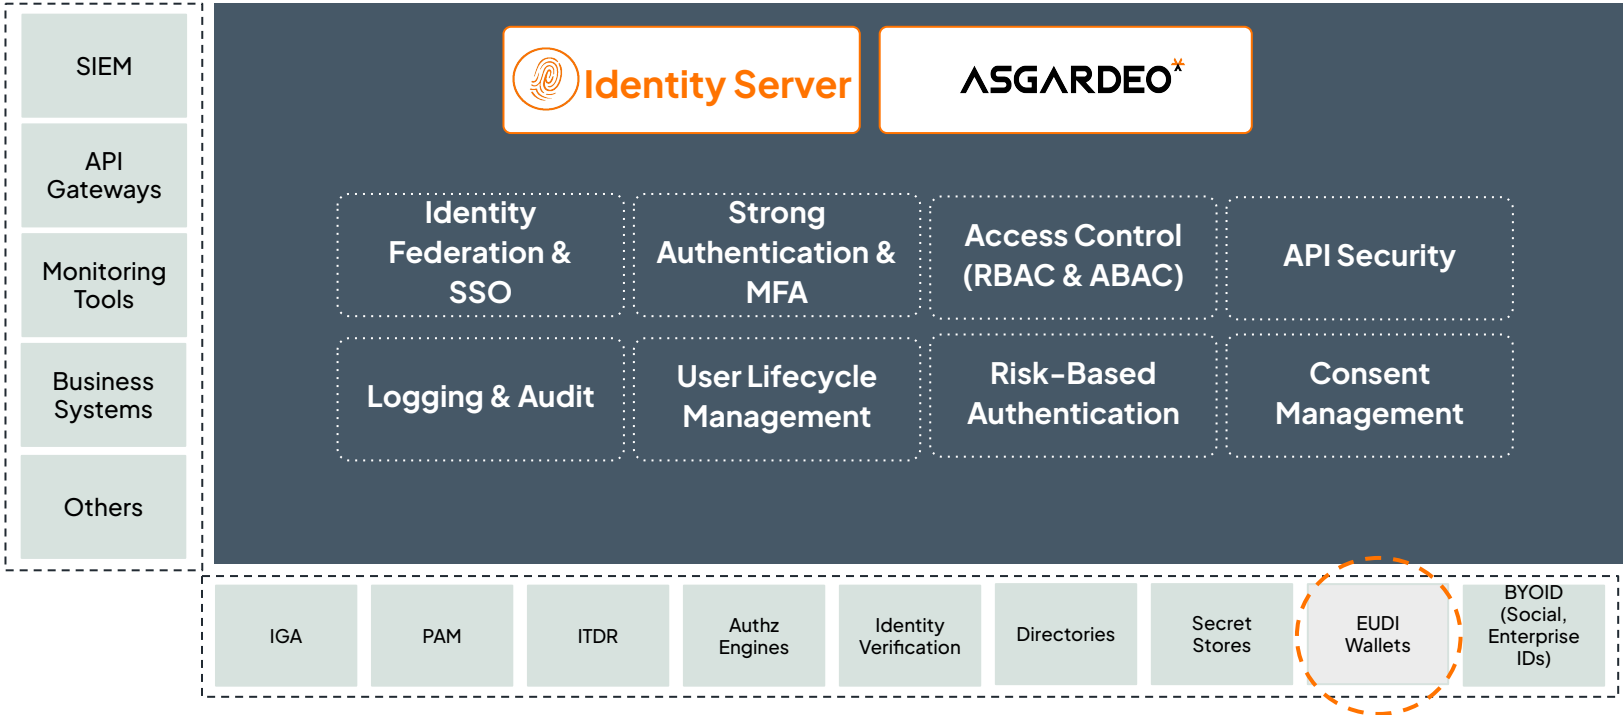 SIEM
API
Gateways
Monitoring
Tools
Business
Systems
Others
Identity Server
ASGARDEO
Identity
Federation &
SSO
Strong
Authentication &
MFA
Access Control
(RBAC & ABAC)
API Security
Logging & Audit
User Lifecycle
Management
Risk-Based
Authentication
Consent
Management
IGA
PAM
ITDR
Authz
Engines
Identity
Verification
Directories
Secret
Stores
EUDI
Wallets
BYOID
(Social,
Enterprise
IDs)